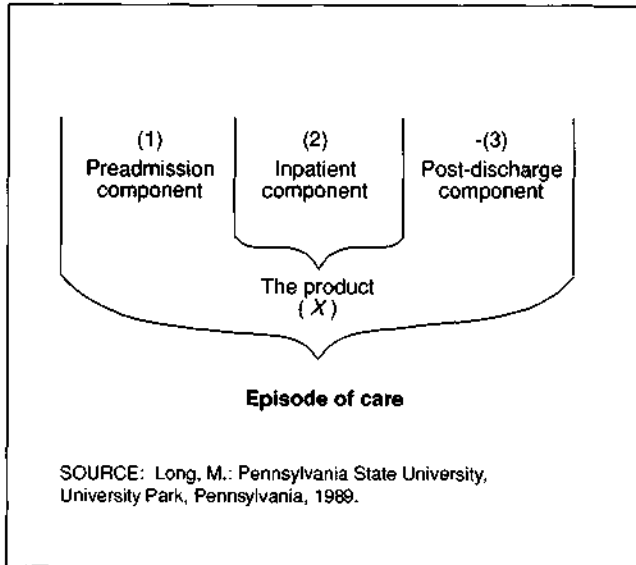 (1) (2) -(3)
Preadmission Inpatient Post-discharge
component component component
The product
(X)
Episode of care
SOURCE: Long, M.: Pennsylvania State University,
University Park, Pennsylvania, 1989.